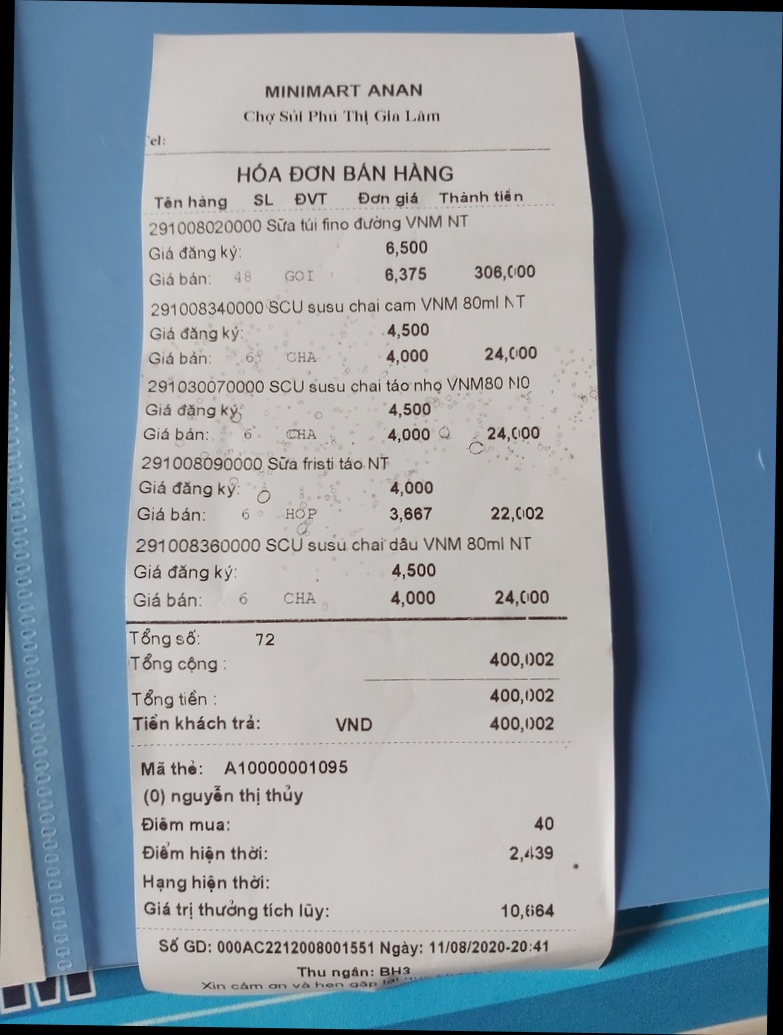 MINIMART ANAN
Chợ Sủi Phú Thị Gia Lâm
Tel:
HÓA ĐƠN BÁN HÀNG
Tên hàng SL ĐVT Đơn giá Thành tiền
291008020000 Sữa túi fino đường VNM NT
Giá đăng ký: 6,500
Giá bán: 48 GOI 6,375 306,000
291008340000 SCU susu chai cam VNM 80ml NT
Giá đăng ký: 4,500
Giá bán: 6 CHA 4,000 24,000
291030070000 SCU susu chai táo nho VNM80 N0
Giá đăng ký: 4,500
Giá bán: 6 CHA 4,000 24,000
291008090000 Sữa fristi táo NT
Giá đăng ký: 4,000
Giá bán: 6 HOP 3,667 22,002
291008360000 SCU susu chai dâu VNM 80ml NT
Giá đăng ký: 4,500
Giá bán: 6 CHA 4,000 24,000
Tổng số: 72
Tổng cộng : 400,002
Tổng tiền : 400,002
Tiền khách trả: VND 400,002
Mã thẻ: A10000001095
(0) nguyễn thị thủy
Điểm mua: 40
Điểm hiện thời: 2,439
Hạng hiện thời:
Giá trị thưởng tích lũy: 10,664
Số GD: 000AC2212008001551 Ngày: 11/08/2020-20:41
Thu ngân: BH3
Xin cảm ơn và hẹn gặp lại